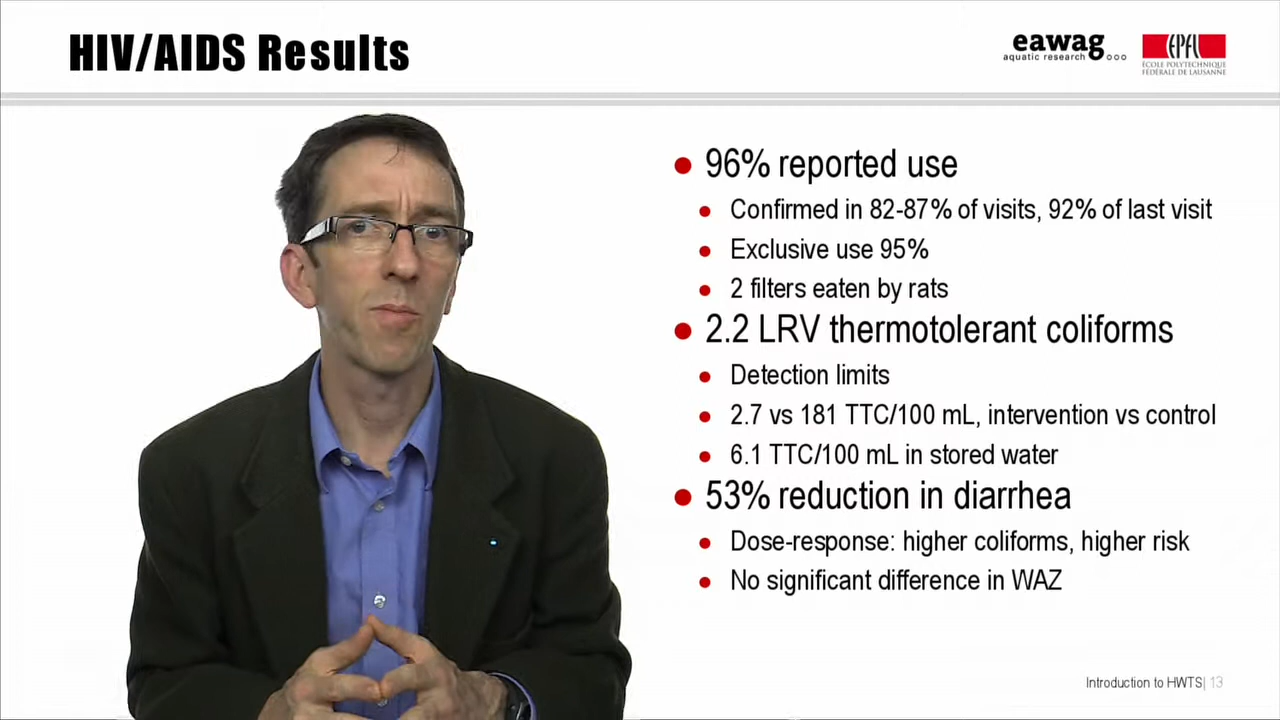 HIV/AIDS Results
eawag
aquatic research
EPFL
ÉCOLE POLYTECHNIQUE
FÉDÉRALE DE LAUSANNE
96% reported use
Confirmed in 82-87% of visits, 92% of last visit
Exclusive use 95%
2 filters eaten by rats
2.2 LRV thermotolerant coliforms
Detection limits
2.7 vs 181 TTC/100 mL, intervention vs control
6.1 TTC/100 mL in stored water
53% reduction in diarrhea
Dose-response: higher coliforms, higher risk
No significant difference in WAZ
Introduction to HWTS| 13